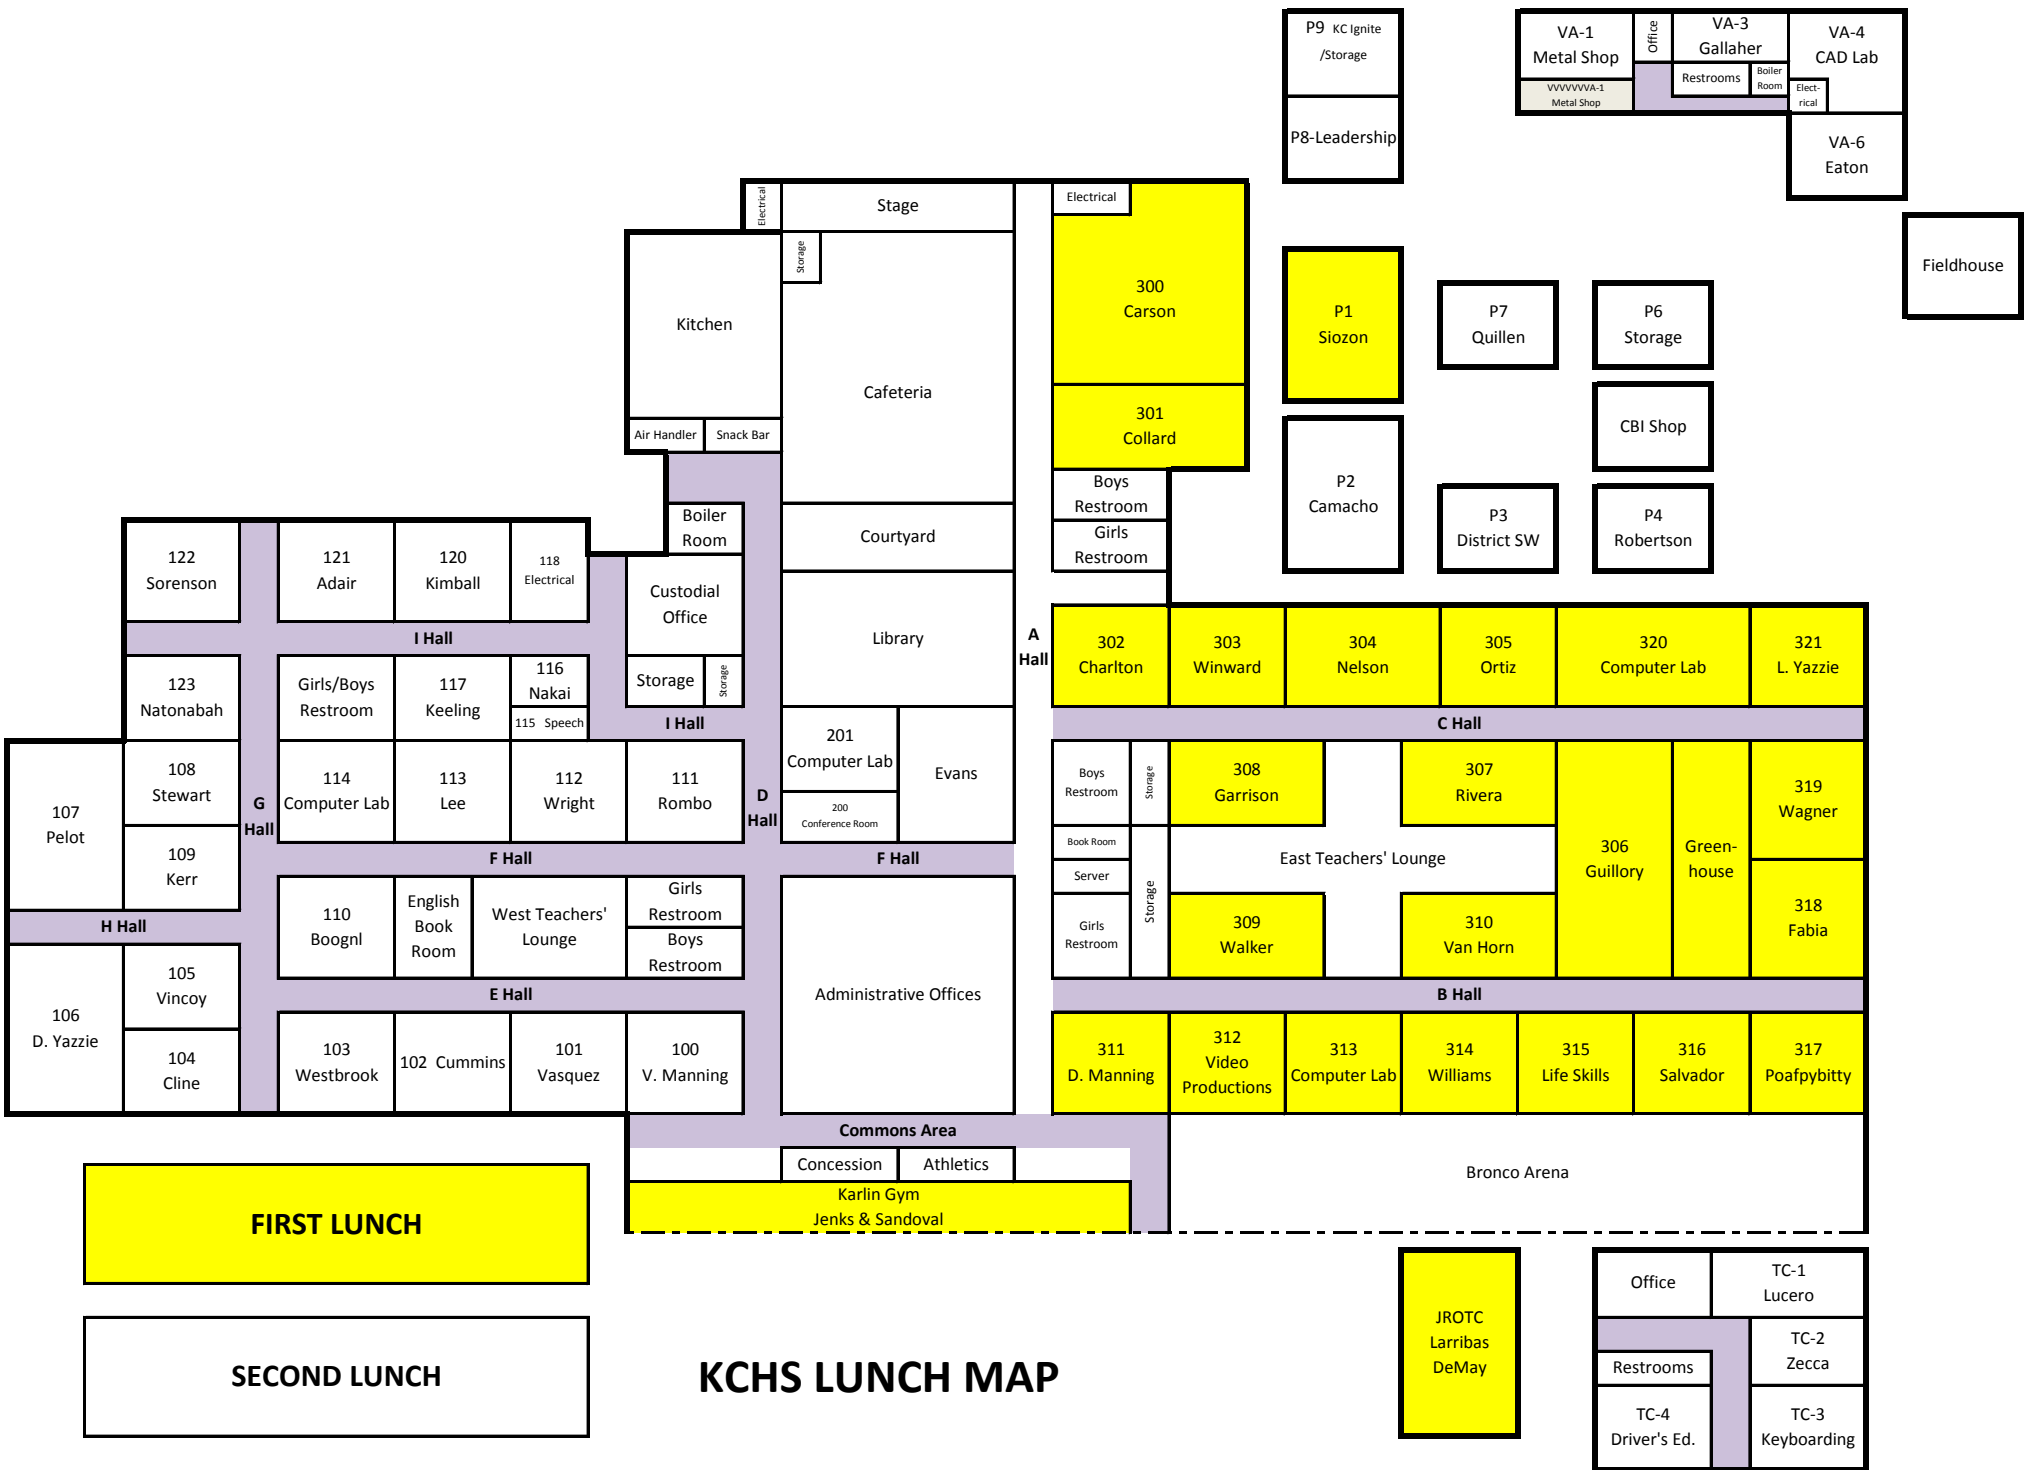 P9 KC Ignite
/Storage
P8-Leadership
VA-1
Metal Shop
VVVVVVVA-1
Metal Shop
Office
VA-3
Gallaher
Restrooms
Boiler
Room
VA-4
CAD Lab
Elect-
rical
VA-6
Eaton
Fieldhouse
Electrical
Stage
Storage
Kitchen
Cafeteria
Air Handler
Snack Bar
Electrical
300
Carson
301
Collard
Boys
Restroom
Girls
Restroom
P1
Siozon
P7
Quillen
P6
Storage
CBI Shop
P2
Camacho
P3
District SW
P4
Robertson
Boiler
Room
Courtyard
122
Sorenson
121
Adair
120
Kimball
118
Electrical
Custodial
Office
Library
I Hall
A
Hall
302
Charlton
303
Winward
304
Nelson
305
Ortiz
320
Computer Lab
321
L. Yazzie
123
Natonabah
Girls/Boys
Restroom
117
Keeling
116
Nakai
115 Speech
Storage
Storage
I Hall
C Hall
107
Pelot
108
Stewart
109
Kerr
G
Hall
114
Computer Lab
113
Lee
112
Wright
111
Rombo
D
Hall
201
Computer Lab
200
Conference Room
Evans
Boys
Restroom
Storage
308
Garrison
307
Rivera
306
Guillory
Green-
house
319
Wagner
F Hall
F Hall
Book Room
Server
Girls
Restroom
Storage
East Teachers' Lounge
309
Walker
310
Van Horn
318
Fabia
H Hall
110
Boognl
English
Book
Room
West Teachers'
Lounge
Girls
Restroom
Boys
Restroom
E Hall
Administrative Offices
B Hall
106
D. Yazzie
105
Vincoy
104
Cline
103
Westbrook
102 Cummins
101
Vasquez
100
V. Manning
311
D. Manning
312
Video
Productions
313
Computer Lab
314
Williams
315
Life Skills
316
Salvador
317
Poafpybitty
Commons Area
Concession
Athletics
Karlin Gym
Jenks & Sandoval
Bronco Arena
FIRST LUNCH
SECOND LUNCH
KCHS LUNCH MAP
JROTC
Larribas
DeMay
Office
TC-1
Lucero
TC-2
Zecca
Restrooms
TC-4
Driver's Ed.
TC-3
Keyboarding